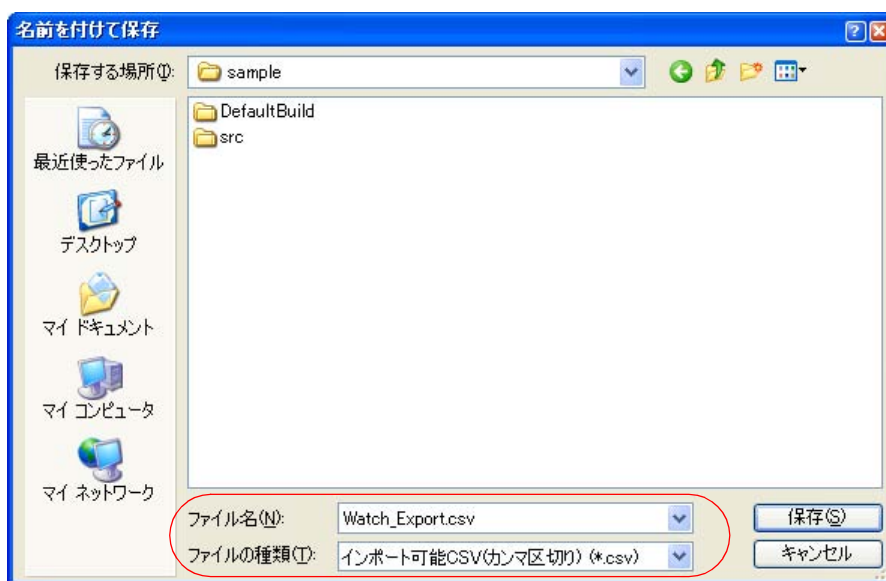 名前を付けて保存
保存する場所(I):
sample
DefaultBuild
src
最近使ったファイル
デスクトップ
マイ ドキュメント
マイ コンピュータ
マイ ネットワーク
ファイル名(N):
Watch_Export.csv
保存(S)
ファイルの種類(T):
インポート可能CSV(カンマ区切り) (*.csv)
キャンセル